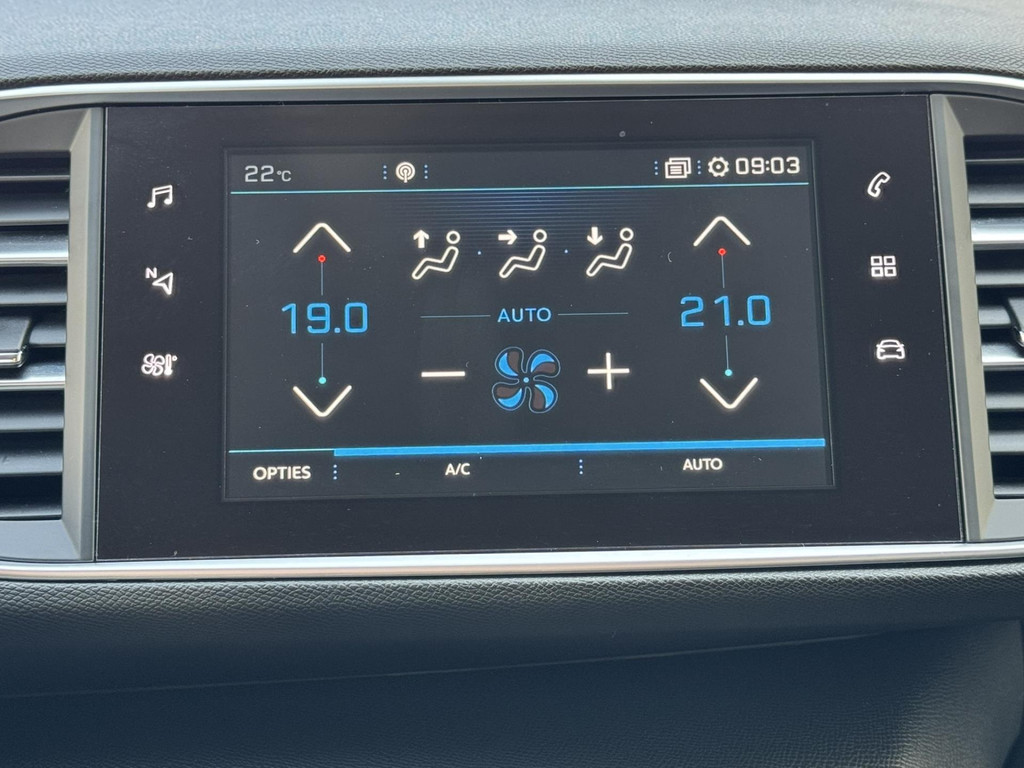 22°C
09:03
N
19.0
21.0
AUTO
OPTIES
A/C
AUTO